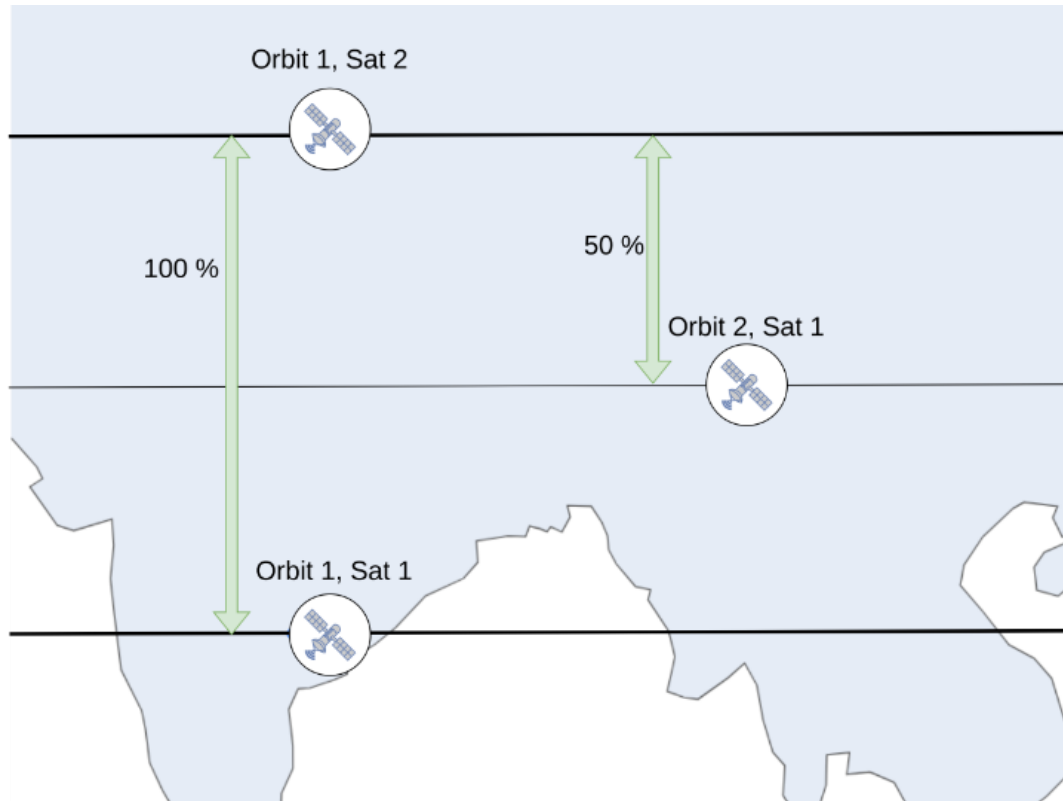 Orbit 1, Sat 2
50 %
100 %
Orbit 2, Sat 1
Orbit 1, Sat 1